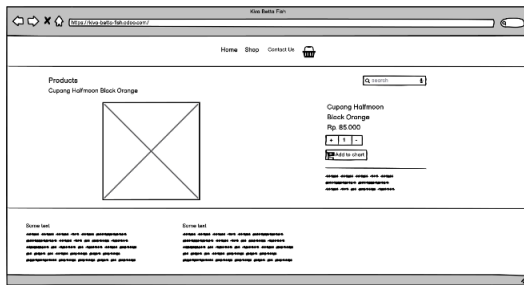 Kiva Betta Fish
https://kiva-betta-fish.odoo.com/
Home Shop Contact Us
Products
search
Cupang Halfmoon Black Orange
Cupang Halfmoon
Black Orange
Rp. 85.000
+ 1 -
Add to chart
Some text
Some text